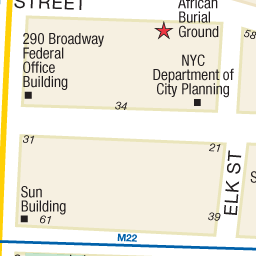 STREET
African
Burial
Ground
58
290 Broadway
Federal
Office
Building
NYC
Department of
City Planning
34
31
21
ELK ST
S
Sun
Building
61
39
M22